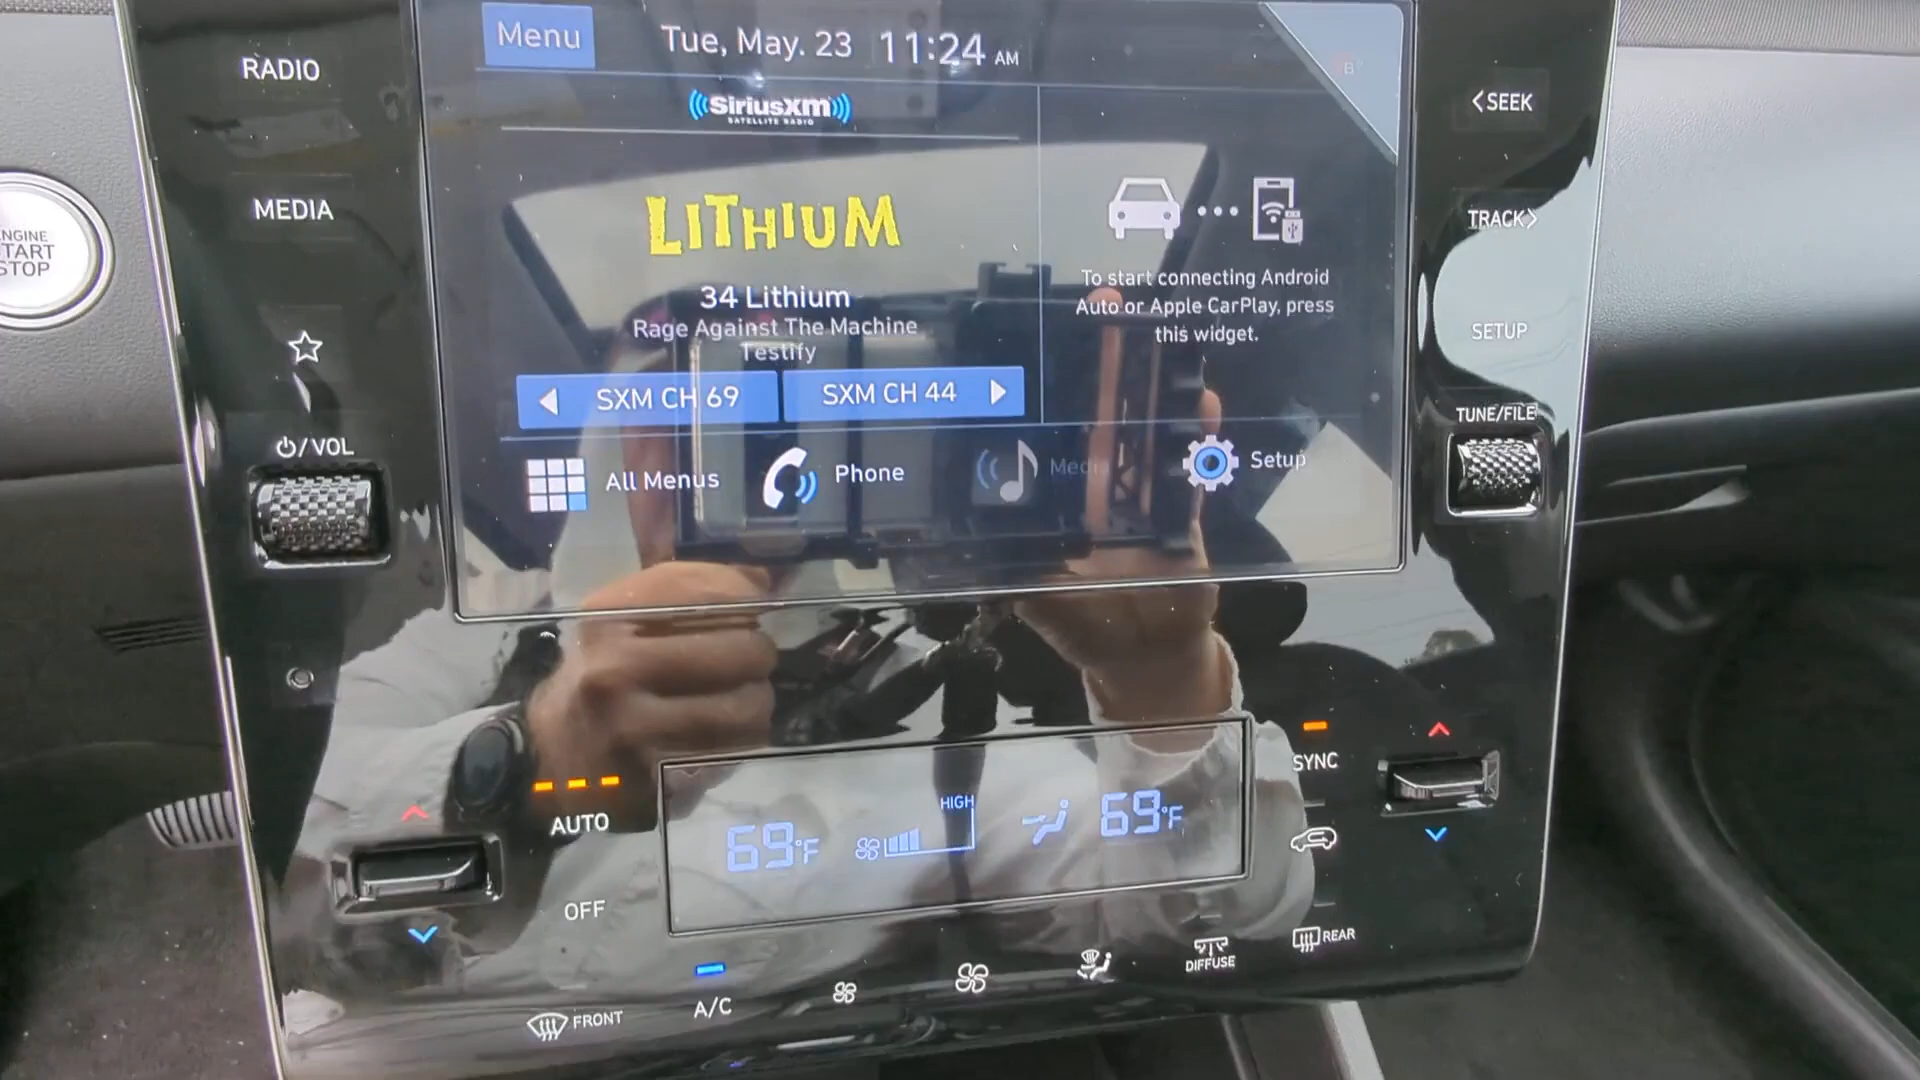 Menu
Tue, May. 23 11:24 AM
RADIO
SiriusXM
SATELLITE RADIO
<SEEK
MEDIA
LITHIUM
TRACK>
ENGINE
START
STOP
34 Lithium
Rage Against The Machine
Testify
To start connecting Android
Auto or Apple CarPlay, press
this widget.
SETUP
SXM CH 69
SXM CH 44
/VOL
TUNE/FILE
All Menus
Phone
Media
Setup
AUTO
69°F
HIGH
69°F
SYNC
OFF
FRONT
A/C
DIFFUSE
REAR